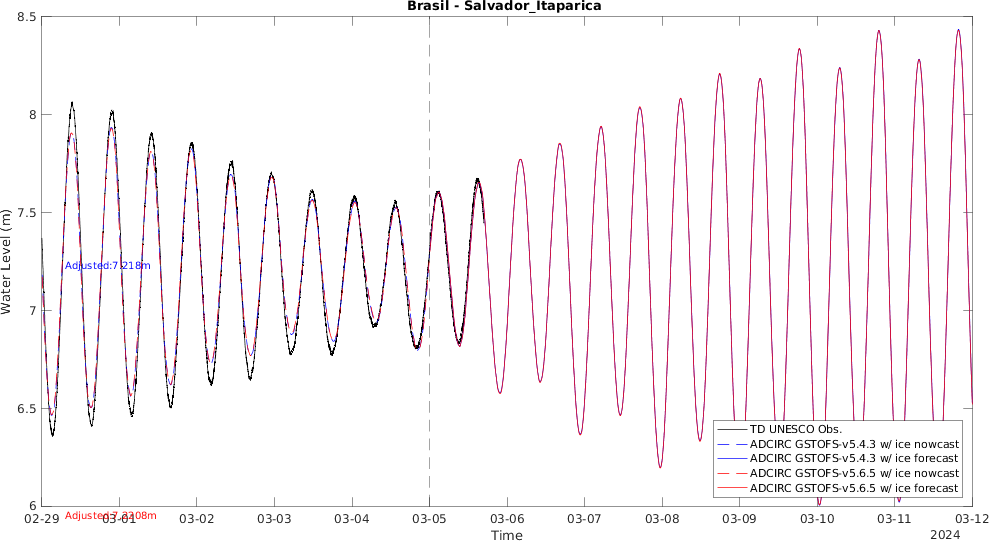 Brasil - Salvador_Itaparica
8.5
8
7.5
7
6.5
6
Water Level (m)
Adjusted:7.218m
Adjusted:7.2208m
TD UNESCO Obs.
ADCIRC GSTOFS-v5.4.3 w/ ice nowcast
ADCIRC GSTOFS-v5.4.3 w/ ice forecast
ADCIRC GSTOFS-v5.6.5 w/ ice nowcast
ADCIRC GSTOFS-v5.6.5 w/ ice forecast
02-29 03-01 03-02 03-03 03-04 03-05 03-06 03-07 03-08 03-09 03-10 03-11 03-12
Time
2024